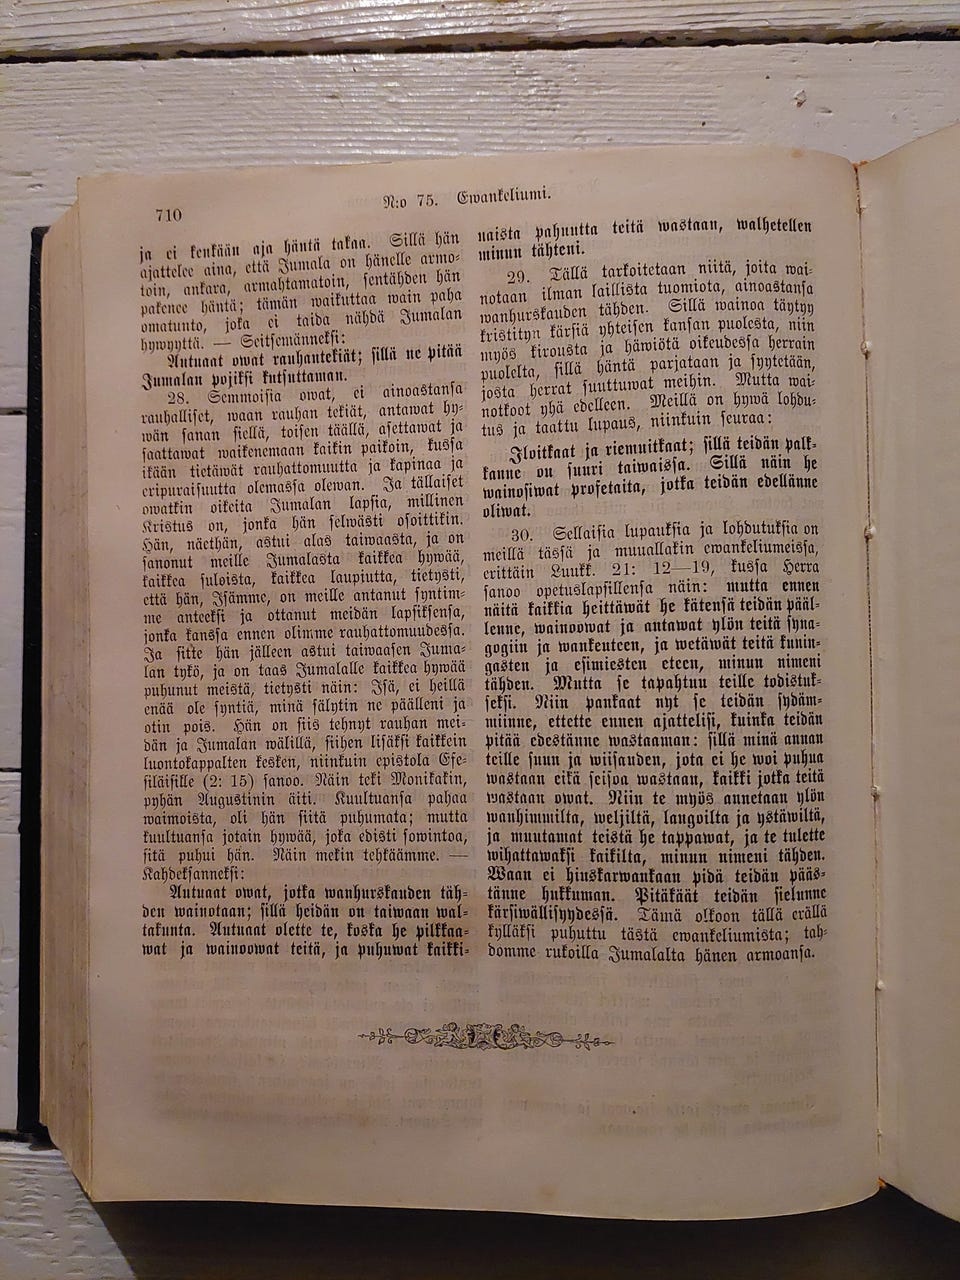 710
N:o 75. Ewankeliumi.
ja ei kenkään aja häntä takaa. Sillä hän
ajattelee aina, että Jumala on hänelle armo-
toin, ankara, armahtamatoin, sentähden hän
pakenee häntä; tämän waikuttaa wain paha
omatunto, joka ei taida nähdä Jumalan
hywyyttä. — Seitsemänneksi:
Autuaat owat rauhantekiät; sillä ne pitää
Jumalan pojiksi kutsuttaman.
28. Semmoisia owat, ei ainoastansa
rauhalliset, waan rauhan tekiät, antawat hy-
wän sanan siellä, toisen täällä, asettawat ja
saattawat waikenemaan kaikin paikoin, kussa
ikään tietäwät rauhattomuutta ja kapinaa ja
eripuraisuutta olemassa olewan. Ja tällaiset
owatkin oikeita Jumalan lapsia, millinen
Kristus on, jonka hän selwästi osoittikin.
Hän, näethän, astui alas taiwaasta, ja on
sanonut meille Jumalasta kaikkea hywää,
kaikkea suloista, kaikkea laupiutta, tietysti,
että hän, Isämme, on meille antanut syntim-
me anteeksi ja ottanut meidän lapsiksensa,
jonka kanssa ennen olimme rauhattomuudessa.
Ja sitte hän jälleen astui taiwaasen Juma-
lan tykö, ja on taas Jumalalle kaikkea hywää
puhunut meistä, tietysti näin: Isä, ei heillä
enää ole syntiä, minä sälytin ne päälleni ja
otin pois. Hän on siis tehnyt rauhan mei-
dän ja Jumalan wälillä, siihen lisäksi kaikkein
luontokappalten kesken, niinkuin epistola Efe-
siläisille (2: 15) sanoo. Näin teki Monikakin,
pyhän Augustinin äiti. Kuultuansa pahaa
waimoista, oli hän siitä puhumata; mutta
kuultuansa jotain hywää, joka edisti sowintoa,
sitä puhui hän. Näin mekin tehkäämme. —
Kahdeksanneksi:
Autuaat owat, jotka wanhurskauden täh-
den wainotaan; sillä heidän on taiwaan wal-
takunta. Autuaat olette te, koska he pilkkaa-
wat ja wainoowat teitä, ja puhuwat kaikki-
naista pahuutta teitä wastaan, walhetellen
minun tähteni.
29. Tällä tarkoitetaan niitä, joita wai-
notaan ilman laillista tuomiota, ainoastansa
wanhurskauden tähden. Sillä wainoa täytyy
kristityn kärsiä yhteisen kansan puolesta, niin
myös kirousta ja häwiötä oikeudessa herrain
puolelta, sillä häntä parjataan ja syytetään,
josta herrat suuttuwat meihin. Mutta wai-
notkoot yhä edelleen. Meillä on hywä lohdu-
tus ja taattu lupaus, niinkuin seuraa:
Iloitkaat ja riemuitkaat; sillä teidän palk-
kanne on suuri taiwaissa. Sillä näin he
wainosiwat profetaita, jotka teidän edellänne
oliwat.
30. Sellaisia lupauksia ja lohdutuksia on
meillä tässä ja muuallakin ewankeliumeissa,
erittäin Luukk. 21: 12—19, kussa Herra
sanoo opetuslapsillensa näin: mutta ennen
näitä kaikkia heittäwät he kätensä teidän pääl-
lenne, wainoowat ja antawat ylön teitä syna-
gogiin ja wankeuteen, ja wetäwät teitä kunin-
gasten ja esimiesten eteen, minun nimeni
tähden. Mutta se tapahtuu teille todistuk-
seksi. Niin pankaat nyt se teidän sydäm-
miinne, ettette ennen ajattelisi, kuinka teidän
pitää edestänne wastaaman: sillä minä annan
teille suun ja wiisauden, jota ei he woi puhua
wastaan eikä seisoa wastaan, kaikki jotka teitä
wastaan owat. Niin te myös annetaan ylön
wanhimmilta, weljiltä, langoilta ja ystäwiltä,
ja muutamat teistä he tappawat, ja te tulette
wihattawaksi kaikilta, minun nimeni tähden.
Waan ei hiuskarwankaan pidä teidän pääs-
tänne hukkuman. Pitäkäät teidän sielunne
kärsiwällisyydessä. Tämä olkoon tällä erällä
kylläksi puhuttu tästä ewankeliumista; tah-
domme rukoilla Jumalalta hänen armoansa.